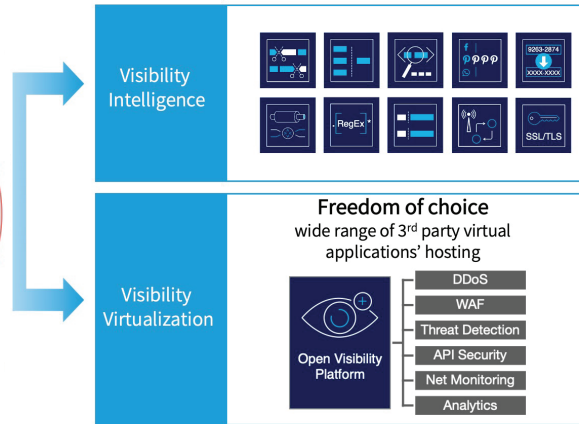 Visibility
Intelligence
9263-2874
XXXX-XXXX
.RegEx*
SSL/TLS
Visibility
Virtualization
Freedom of choice
wide range of 3rd party virtual
applications’ hosting
Open Visibility
Platform
DDoS
WAF
Threat Detection
API Security
Net Monitoring
Analytics